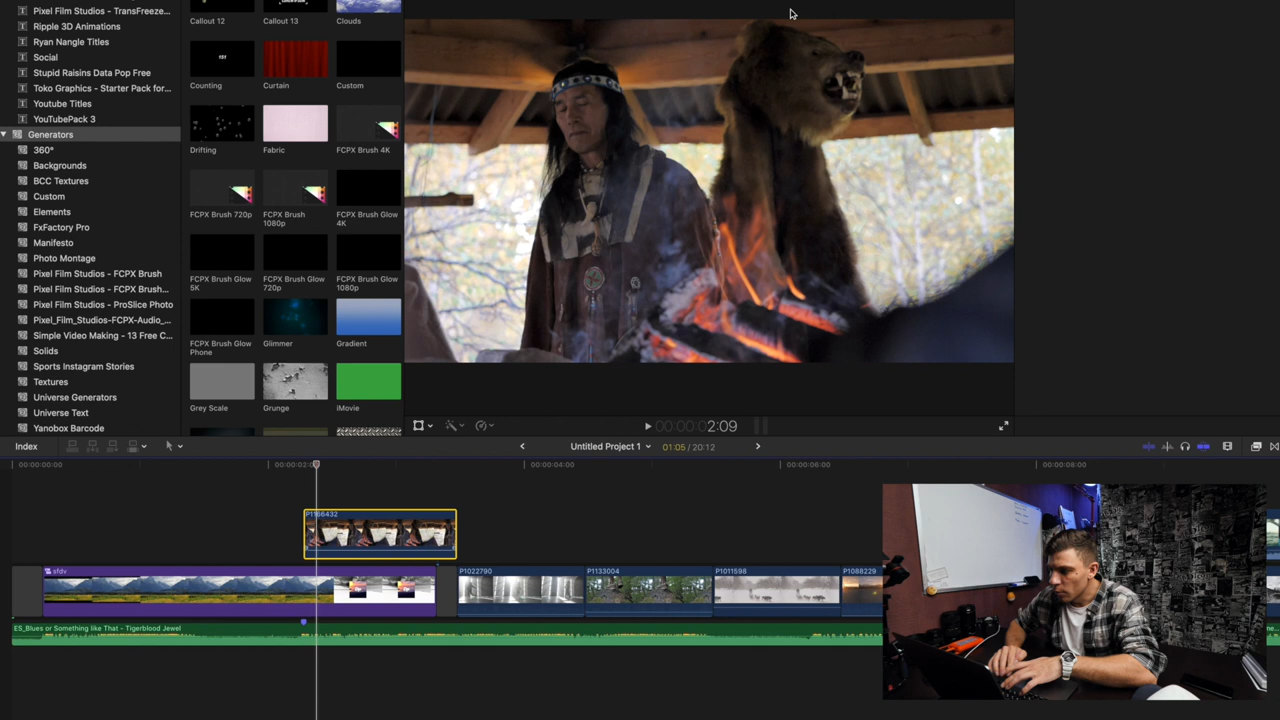 Pixel Film Studios - TransFreeze...
Ripple 3D Animations
Ryan Nangle Titles
Social
Stupid Raisins Data Pop Free
Toko Graphics - Starter Pack for...
Youtube Titles
YouTubePack 3
Generators
360°
Backgrounds
BCC Textures
Custom
Elements
FxFactory Pro
Manifesto
Photo Montage
Pixel Film Studios - FCPX Brush
Pixel Film Studios - FCPX Brush...
Pixel Film Studios - ProSlice Photo
Pixel_Film_Studios-FCPX-Audio_...
Simple Video Making - 13 Free C...
Solids
Sports Instagram Stories
Textures
Universe Generators
Universe Text
Yanobox Barcode
Callout 12
Callout 13
Clouds
Counting
Curtain
Custom
Drifting
Fabric
FCPX Brush 4K
FCPX Brush 720p
FCPX Brush
1080p
FCPX Brush Glow
4K
FCPX Brush Glow
5K
FCPX Brush Glow
720p
FCPX Brush Glow
1080p
FCPX Brush Glow
Phone
Glimmer
Gradient
Grey Scale
Grunge
iMovie
00:00:00:02:09
Index
Untitled Project 1
01:05 / 20:12
00:00:00:00
00:00:02:0
00:00:04:00
00:00:06:00
00:00:08:00
P1166432
sfdv
P1022790
P1133004
P1011598
P1088229
ES_Blues or Something like That - Tigerblood Jewel